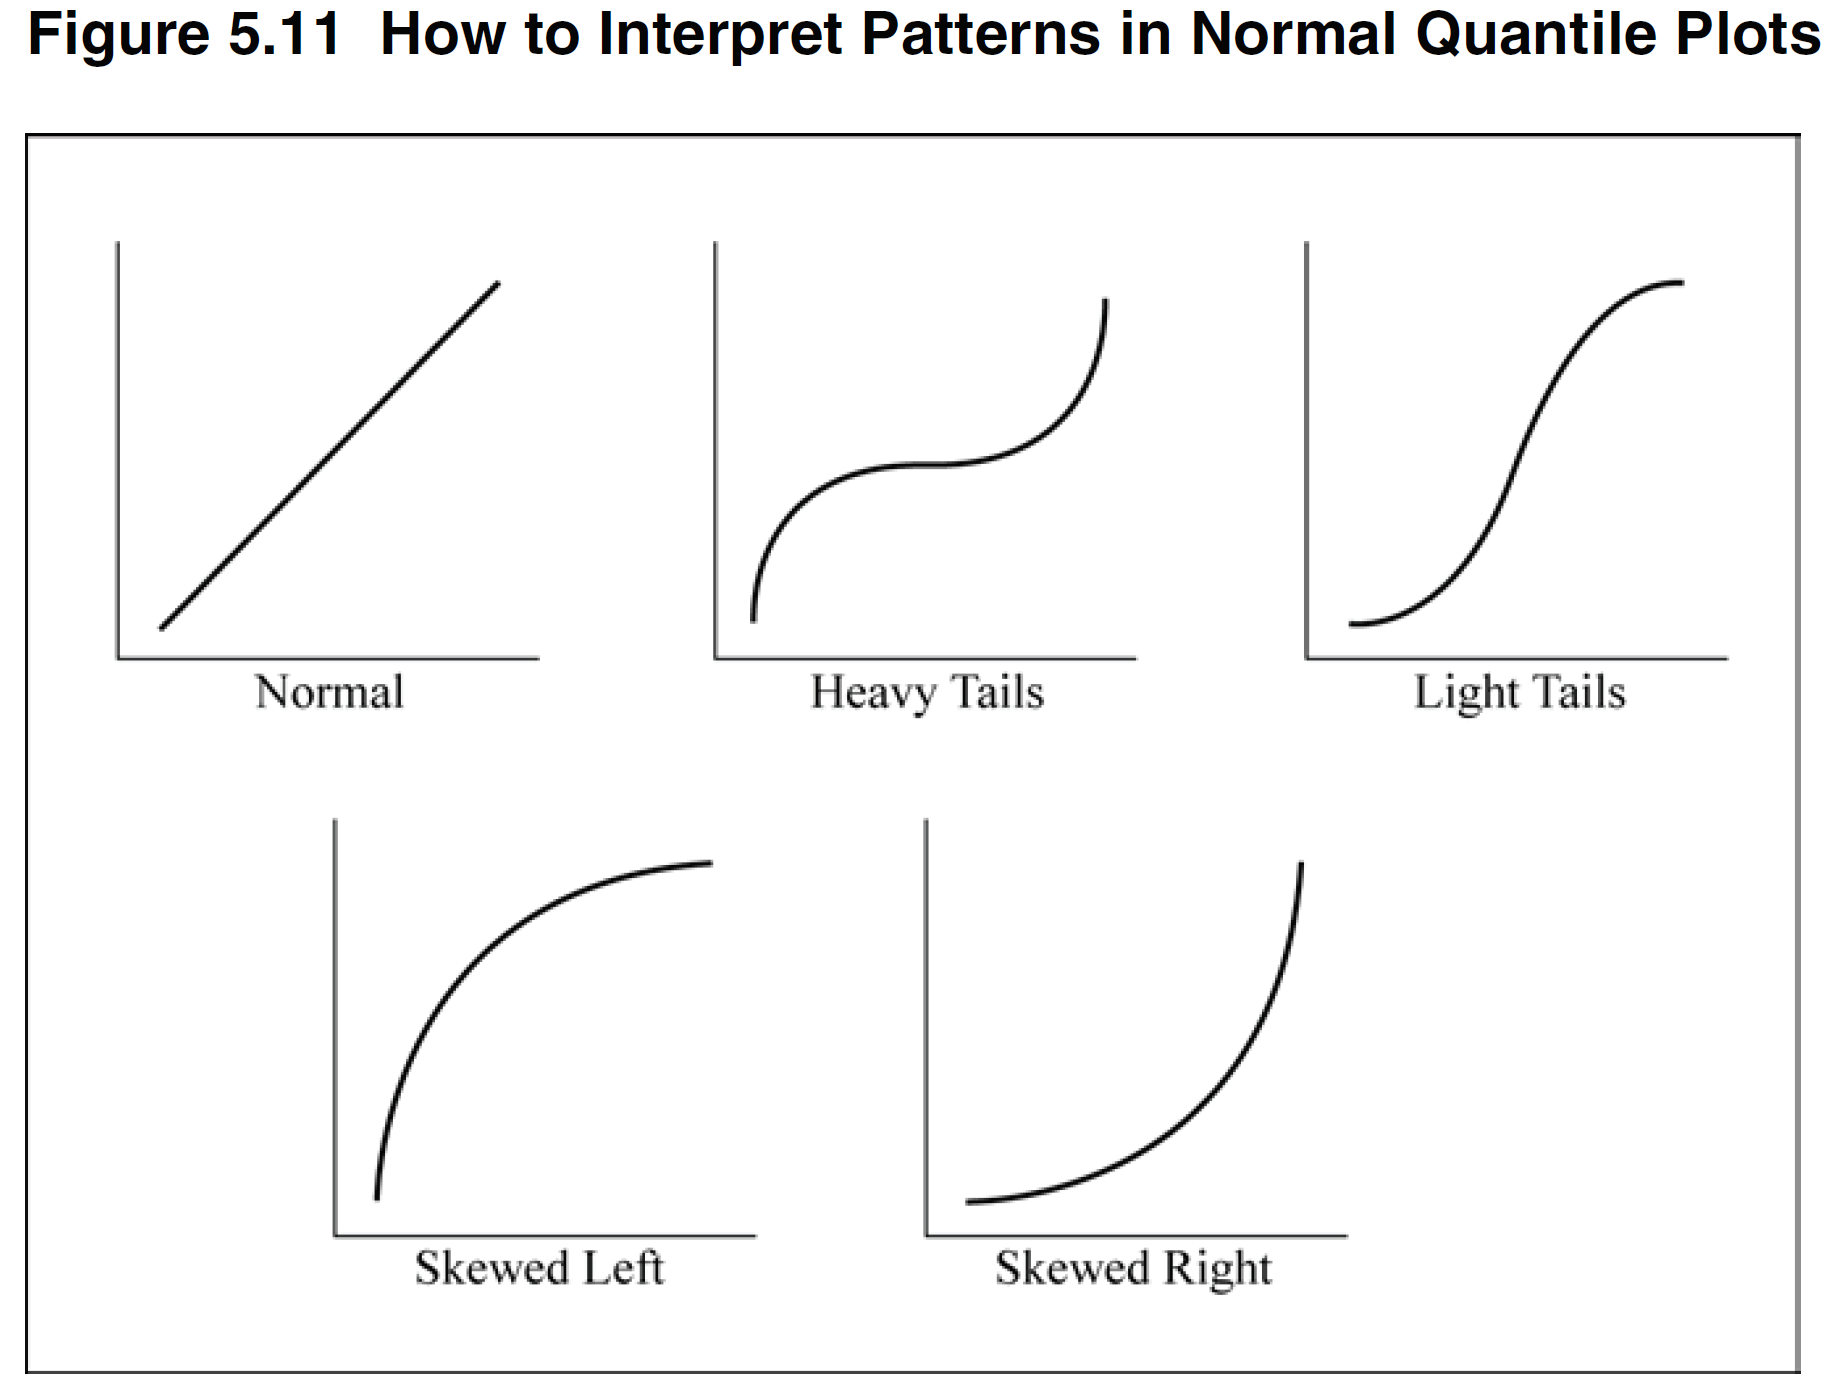 Figure 5.11 How to Interpret Patterns in Normal Quantile Plots
Normal
Heavy Tails
Light Tails
Skewed Left
Skewed Right